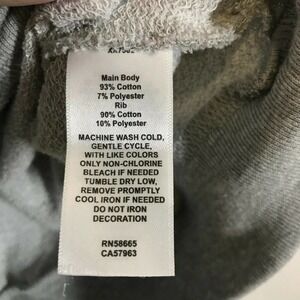 Main Body
93% Cotton
7% Polyester
Rib
90% Cotton
10% Polyester
MACHINE WASH COLD,
GENTLE CYCLE,
WITH LIKE COLORS
ONLY NON-CHLORINE
BLEACH IF NEEDED
TUMBLE DRY LOW,
REMOVE PROMPTLY
COOL IRON IF NEEDED
DO NOT IRON
DECORATION
RN58665
CA57963